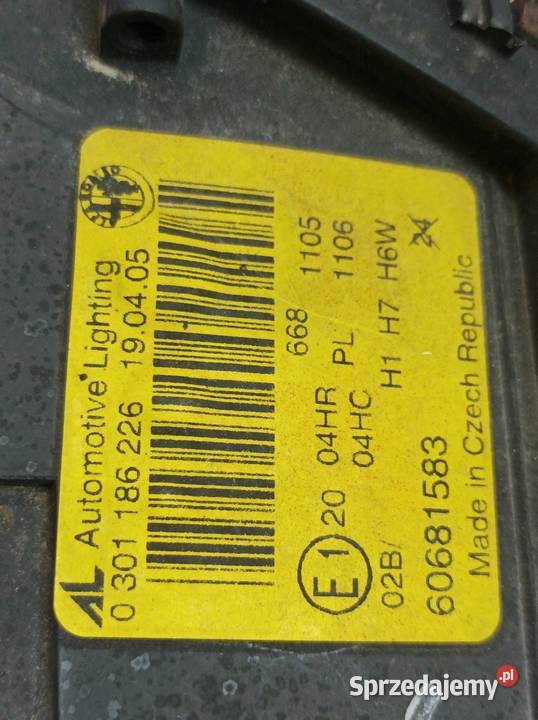 AL Automotive Lighting
0 301 186 226 19.04.05
668 1105
E1 20 04HR PL 1106
02B/ 04HC
H1 H7 H6W
24
60681583
Made in Czech Republic
Sprzedajemy.pl